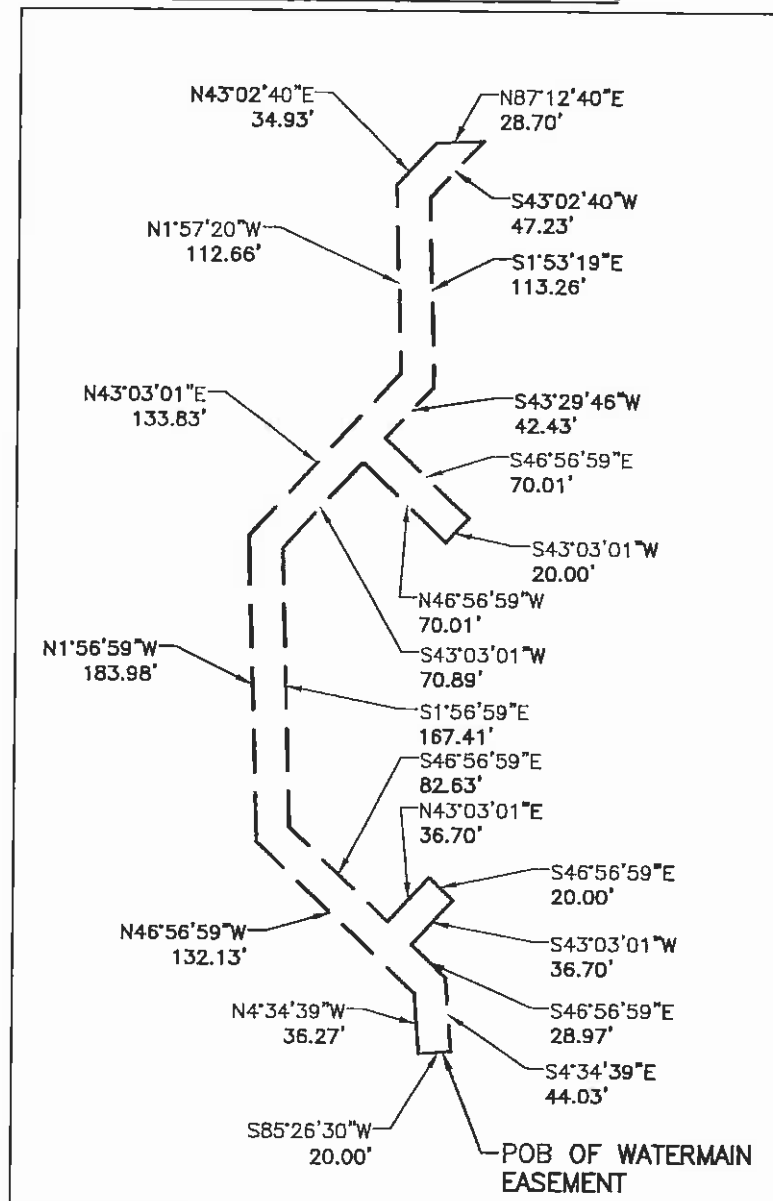 N43°02'40"E
34.93'
N87°12'40"E
28.70'
S43°02'40"W
47.23'
N1°57'20"W
112.66'
S1°53'19"E
113.26'
N43°03'01"E
133.83'
S43°29'46"W
42.43'
S46°56'59"E
70.01'
S43°03'01"W
20.00'
N46°56'59"W
70.01'
N1°56'59"W
183.98'
S43°03'01"W
70.89'
S1°56'59"E
167.41'
S46°56'59"E
82.63'
N43°03'01"E
36.70'
S46°56'59"E
20.00'
N46°56'59"W
132.13'
S43°03'01"W
36.70'
N4°34'39"W
36.27'
S46°56'59"E
28.97'
S4°34'39"E
44.03'
S85°26'30"W
20.00'
POB OF WATERMAIN
EASEMENT